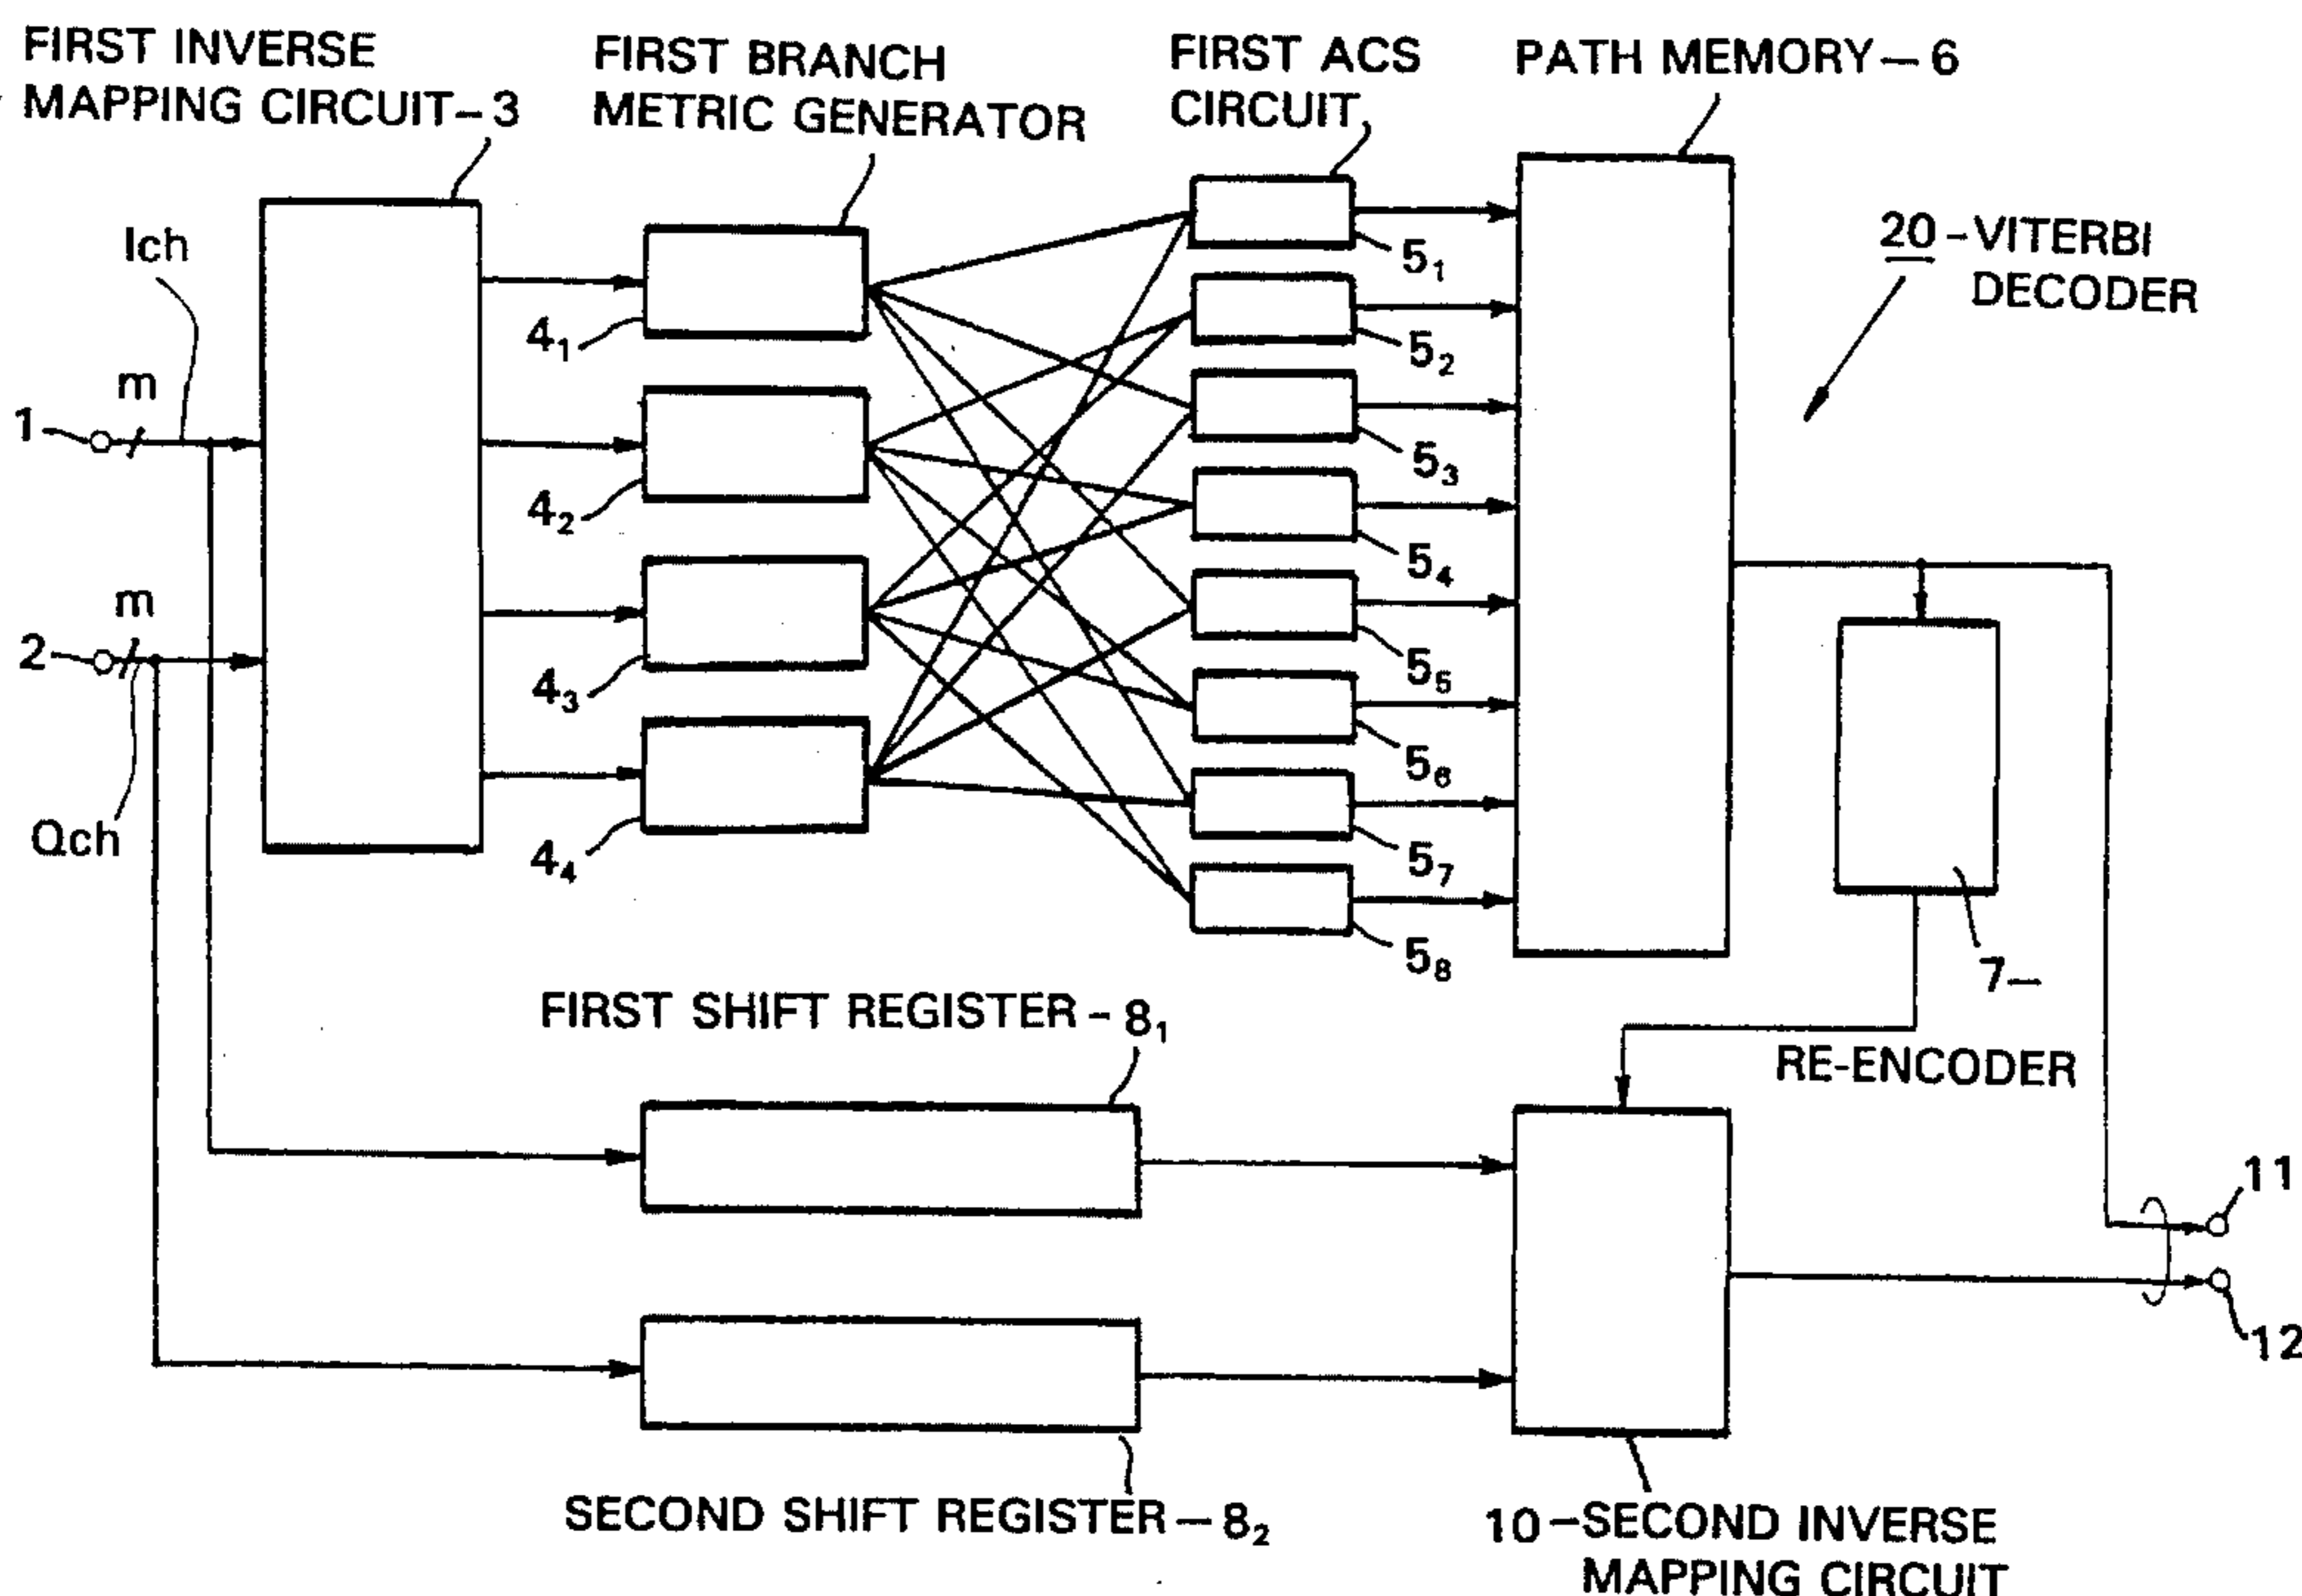 FIRST INVERSE
MAPPING CIRCUIT–3
FIRST BRANCH
METRIC GENERATOR
FIRST ACS
CIRCUIT
PATH MEMORY—6
20–VITERBI
DECODER
Ich
m
1
m
2
Qch
4₁
4₂
4₃
4₄
5₁
5₂
5₃
5₄
5₅
5₆
5₇
5₈
7—
RE-ENCODER
FIRST SHIFT REGISTER–8₁
SECOND SHIFT REGISTER—8₂
10—SECOND INVERSE
MAPPING CIRCUIT
11
12